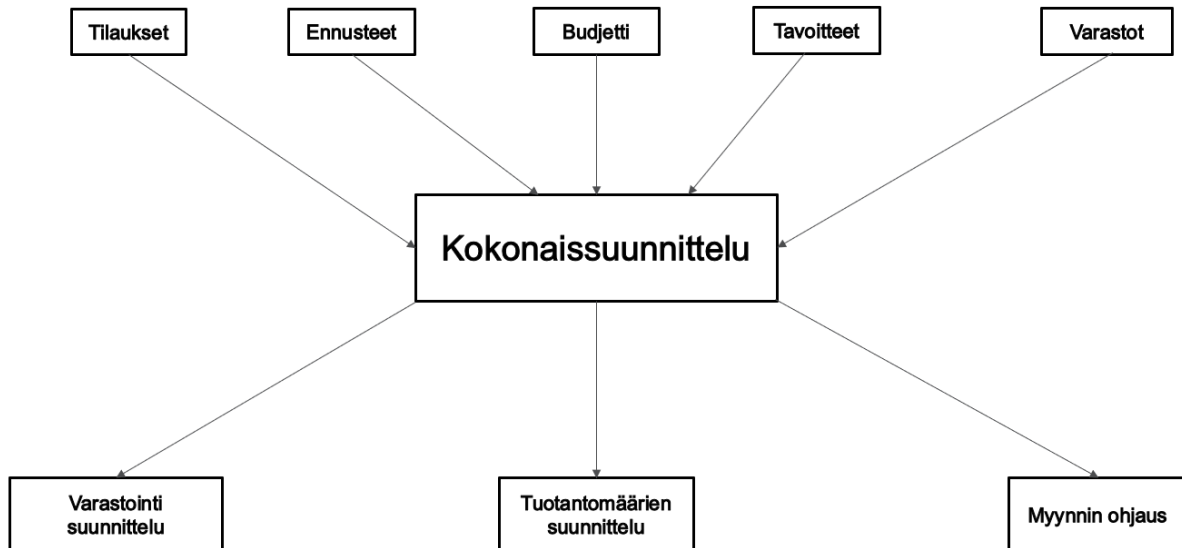 Tilaukset
Ennusteet
Budjetti
Tavoitteet
Varastot
Kokonaissuunnittelu
Varastointi
suunnittelu
Tuotantomäärien
suunnittelu
Myynnin ohjaus